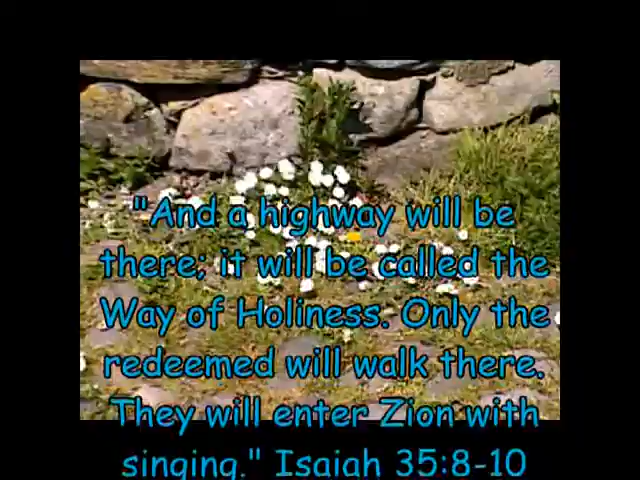 "And a highway will be
there; it will be called the
Way of Holiness. Only the
redeemed will walk there.
They will enter Zion with
singing." Isaiah 35:8-10